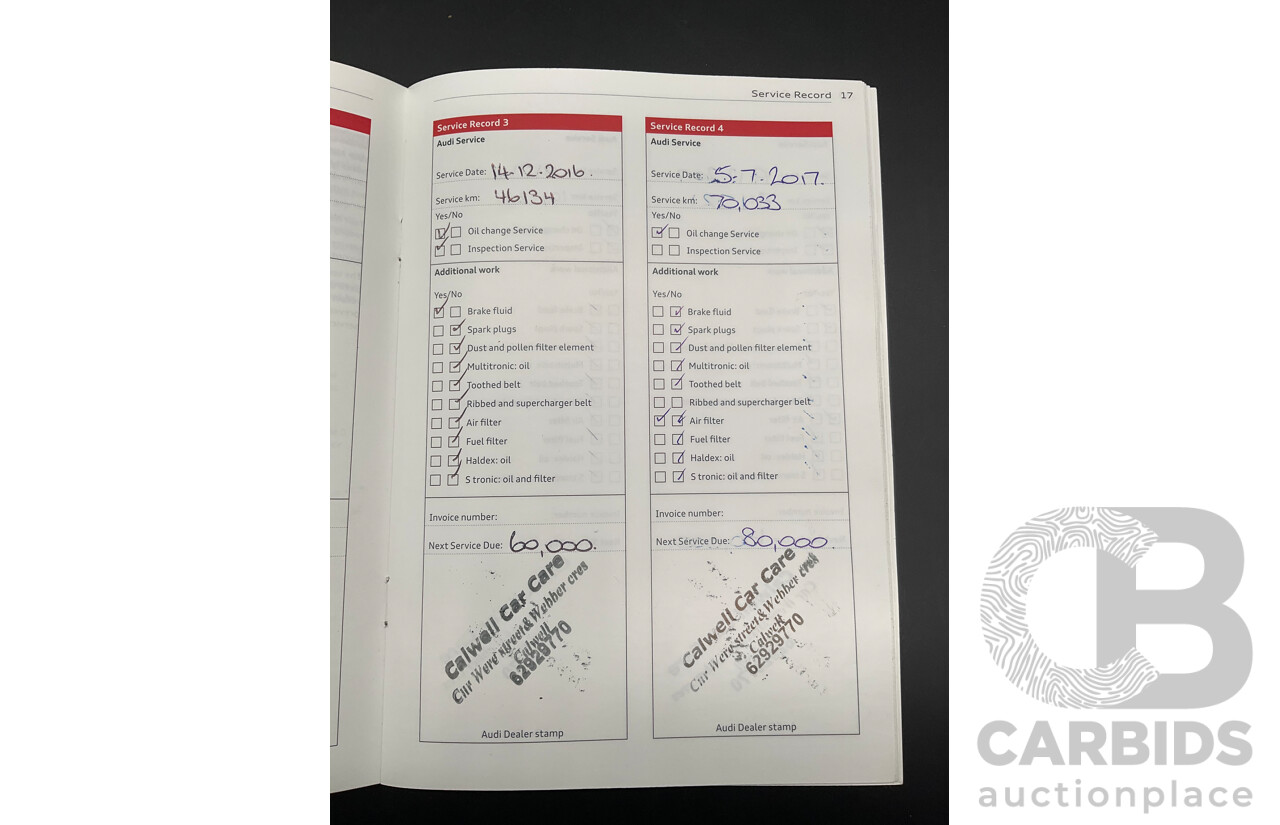 Service Record 17
Service Record 3
Audi Service
Service Date: 14-12-2016.
Service km: 46134
Yes/No
Oil change Service
Inspection Service
Additional work
Yes/No
Brake fluid
Spark plugs
Dust and pollen filter element
Multitronic: oil
Toothed belt
Ribbed and supercharger belt
Air filter
Fuel filter
Haldex: oil
S tronic: oil and filter
Invoice number:
Next Service Due: 60,000.
Calwell Car Care
Cnr Were street & Webber cres
Calwell
62929770
Audi Dealer stamp
Service Record 4
Audi Service
Service Date: 5-7.2017.
Service km: 70,033
Yes/No
Oil change Service
Inspection Service
Additional work
Yes/No
Brake fluid
Spark plugs
Dust and pollen filter element
Multitronic: oil
Toothed belt
Ribbed and supercharger belt
Air filter
Fuel filter
Haldex: oil
S tronic: oil and filter
Invoice number:
Next Service Due: 80,000.
Calwell Car Care
Cnr Were street & Webber cres
Calwell
62929770
Audi Dealer stamp
CB
CARBIDS
auctionplace